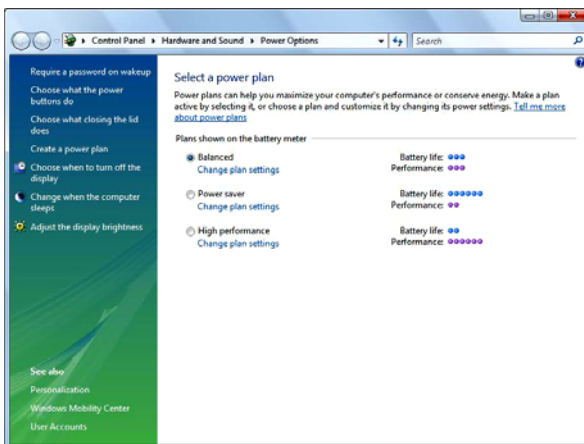 Control Panel ▸ Hardware and Sound ▸ Power Options
Search
Require a password on wakeup
Choose what the power
buttons do
Choose what closing the lid
does
Create a power plan
Choose when to turn off the
display
Change when the computer
sleeps
Adjust the display brightness
See also
Personalization
Windows Mobility Center
User Accounts
Select a power plan
Power plans can help you maximize your computer's performance or conserve energy. Make a plan
active by selecting it, or choose a plan and customize it by changing its power settings. Tell me more
about power plans
Plans shown on the battery meter
Balanced Battery life:
Change plan settings Performance:
Power saver Battery life:
Change plan settings Performance:
High performance Battery life:
Change plan settings Performance: